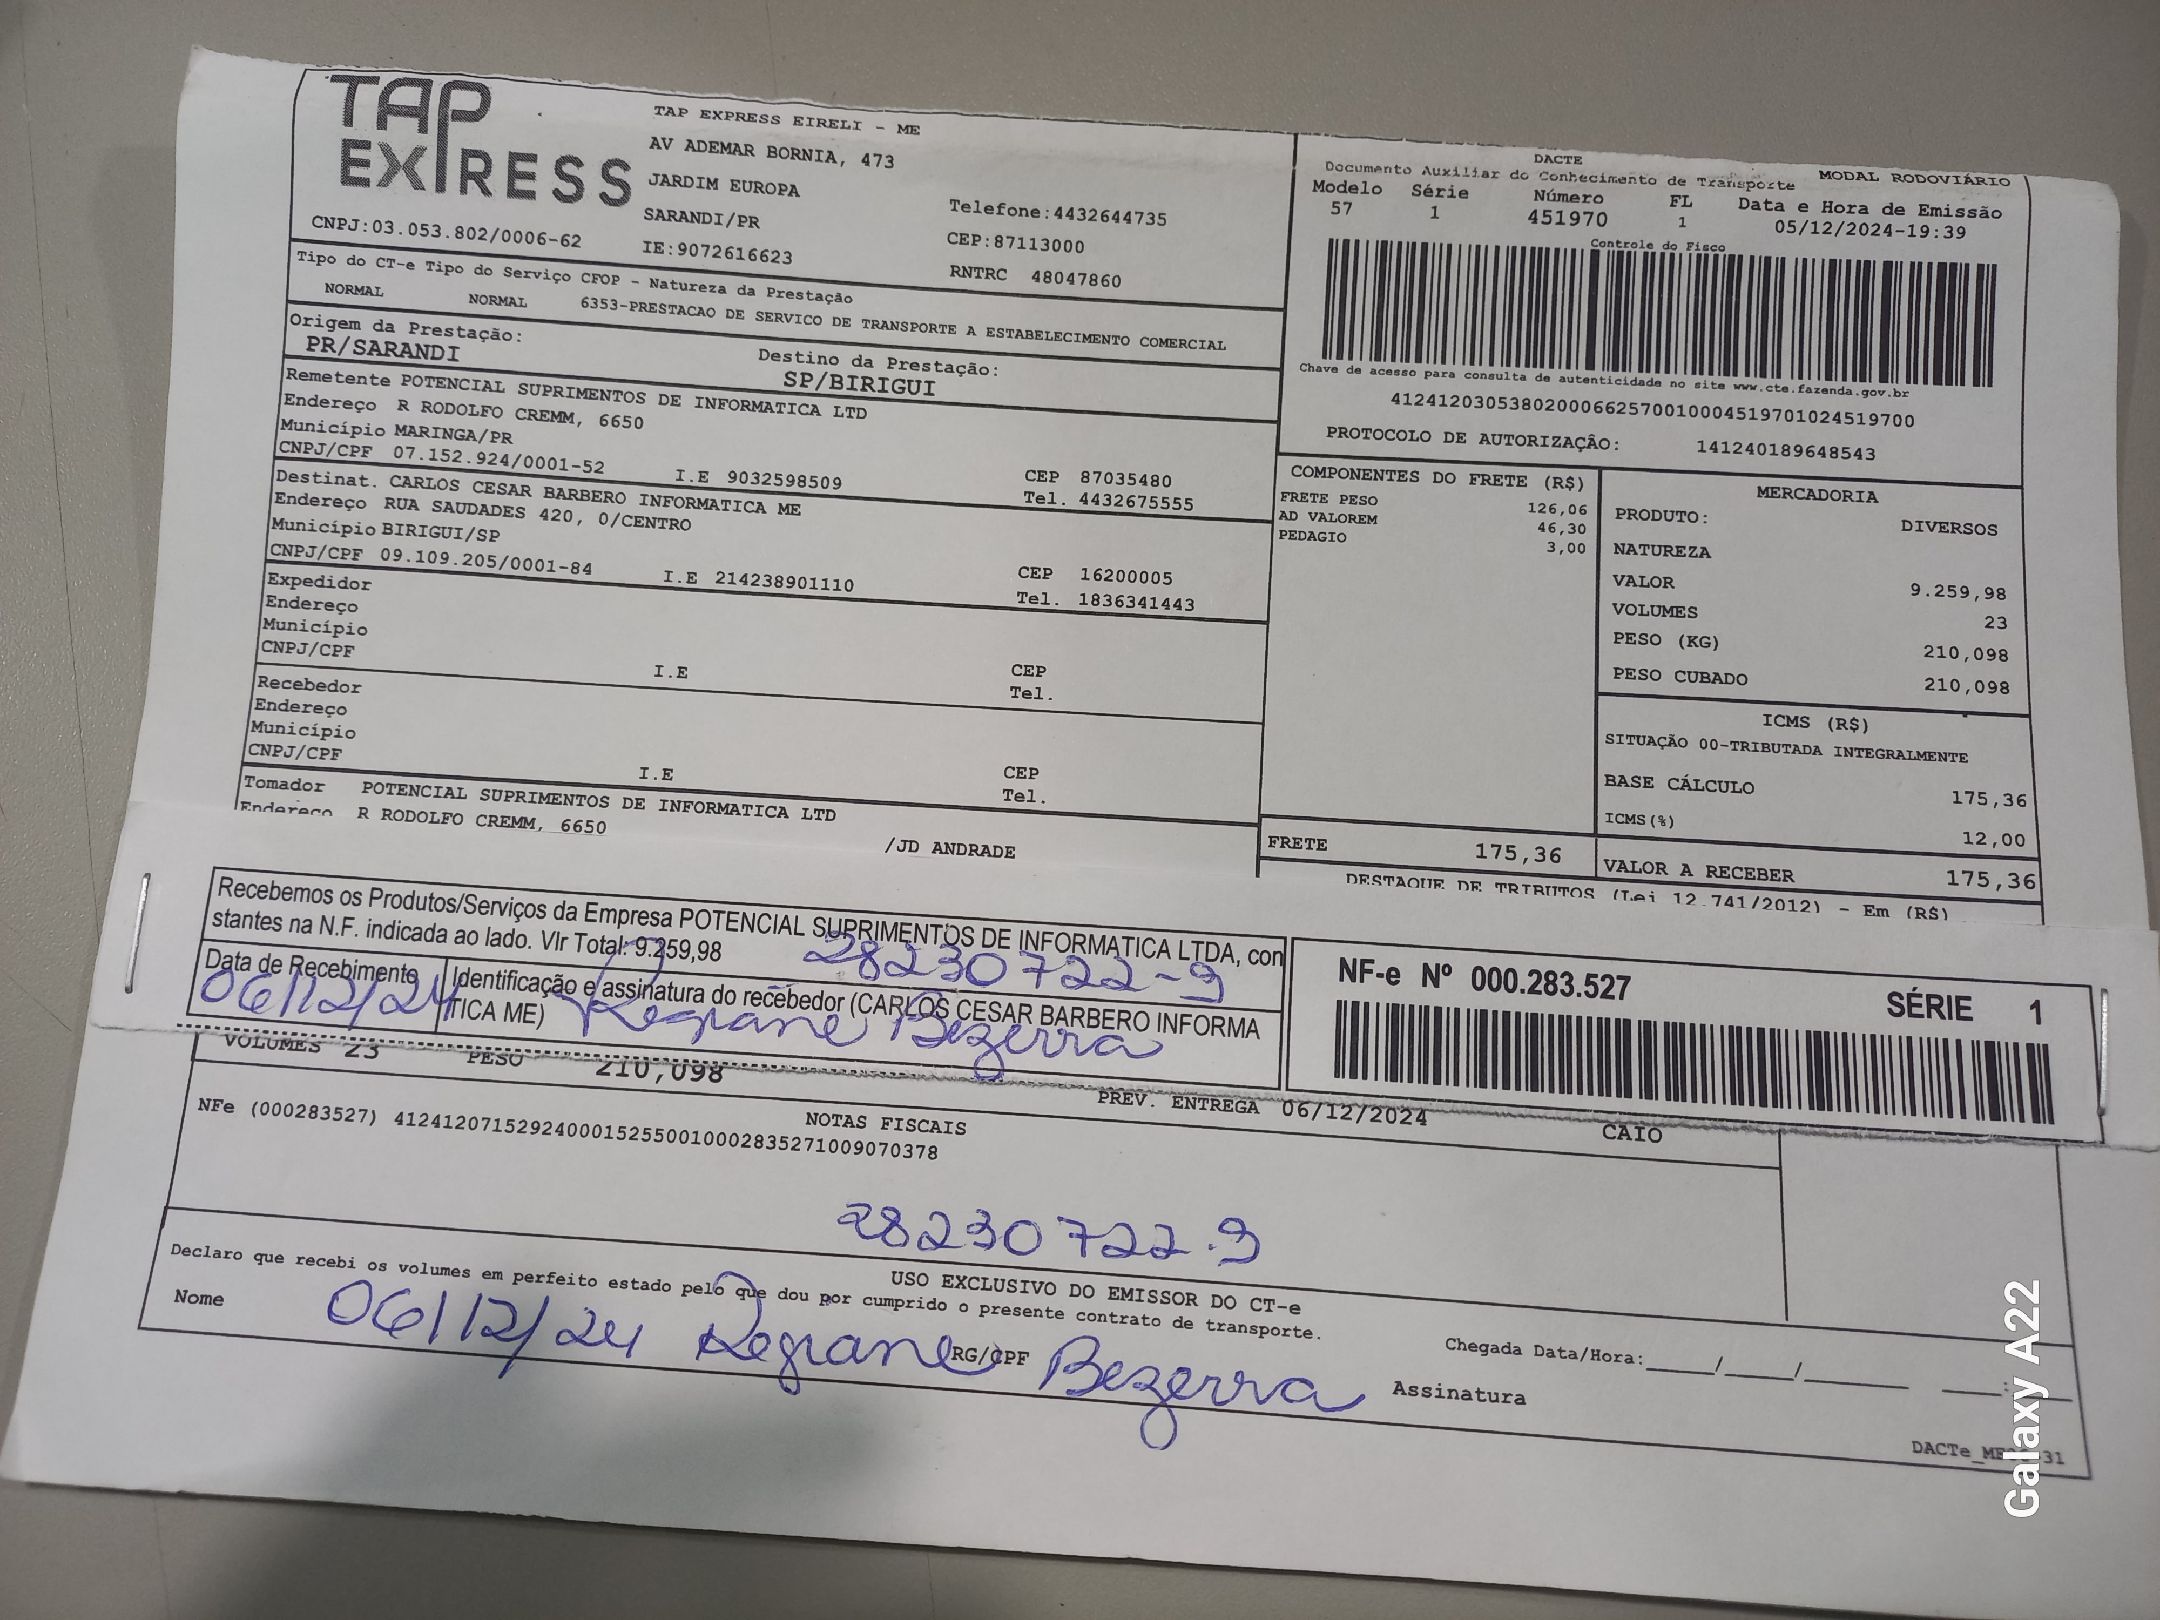 TAP
EXPRESS
TAP EXPRESS EIRELI - ME
AV ADEMAR BORNIA, 473
JARDIM EUROPA
SARANDI/PR Telefone:4432644735
CNPJ:03.053.802/0006-62 IE:9072616623 CEP:87113000
RNTRC 48047860
DACTE MODAL RODOVIÁRIO
Documento Auxiliar do Conhecimento de Transporte
Modelo Série Número FL Data e Hora de Emissão
57 1 451970 1 05/12/2024-19:39
Controle do Fisco
Chave de acesso para consulta de autenticidade no site www.cte.fazenda.gov.br
41241203053802000662570010004519701024519700
PROTOCOLO DE AUTORIZAÇÃO: 141240189648543
Tipo do CT-e Tipo do Serviço CFOP - Natureza da Prestação
NORMAL NORMAL 6353-PRESTACAO DE SERVICO DE TRANSPORTE A ESTABELECIMENTO COMERCIAL
Origem da Prestação: Destino da Prestação:
PR/SARANDI SP/BIRIGUI
Remetente POTENCIAL SUPRIMENTOS DE INFORMATICA LTD
Endereço R RODOLFO CREMM, 6650
Município MARINGA/PR CEP 87035480
CNPJ/CPF 07.152.924/0001-52 I.E 9032598509 Tel. 4432675555
Destinat. CARLOS CESAR BARBERO INFORMATICA ME
Endereço RUA SAUDADES 420, 0/CENTRO
Município BIRIGUI/SP CEP 16200005
CNPJ/CPF 09.109.205/0001-84 I.E 214238901110 Tel. 1836341443
Expedidor
Endereço
Município CEP
CNPJ/CPF I.E Tel.
Recebedor
Endereço
Município CEP
CNPJ/CPF I.E Tel.
Tomador POTENCIAL SUPRIMENTOS DE INFORMATICA LTD
Endereço R RODOLFO CREMM, 6650 /JD ANDRADE
COMPONENTES DO FRETE (R$)
FRETE PESO 126,06
AD VALOREM 46,30
PEDAGIO 3,00
FRETE 175,36
MERCADORIA
PRODUTO: DIVERSOS
NATUREZA
VALOR 9.259,98
VOLUMES 23
PESO (KG) 210,098
PESO CUBADO 210,098
ICMS (R$)
SITUAÇÃO 00-TRIBUTADA INTEGRALMENTE
BASE CÁLCULO 175,36
ICMS(%) 12,00
VALOR A RECEBER 175,36
DESTAQUE DE TRIBUTOS (Lei 12.741/2012) - Em (R$)
Recebemos os Produtos/Serviços da Empresa POTENCIAL SUPRIMENTOS DE INFORMATICA LTDA, con
stantes na N.F. indicada ao lado. Vlr Total: 9.259,98 28230722-9
Data de Recebimento Identificação e assinatura do recebedor (CARLOS CESAR BARBERO INFORMA
TICA ME)
06/12/24 Regiane Bezerra
NF-e Nº 000.283.527 SÉRIE 1
VOLUMES 23 PESO 210,098 PREV. ENTREGA 06/12/2024 CAIO
NOTAS FISCAIS
NFe (000283527) 41241207152924000152550010002835271009070378
28230722.9
USO EXCLUSIVO DO EMISSOR DO CT-e
Declaro que recebi os volumes em perfeito estado pelo que dou por cumprido o presente contrato de transporte.
Nome 06/12/24 Regiane RG/CPF Bezerra Assinatura
Chegada Data/Hora:_____/_____/________ ____:____
Galaxy A22